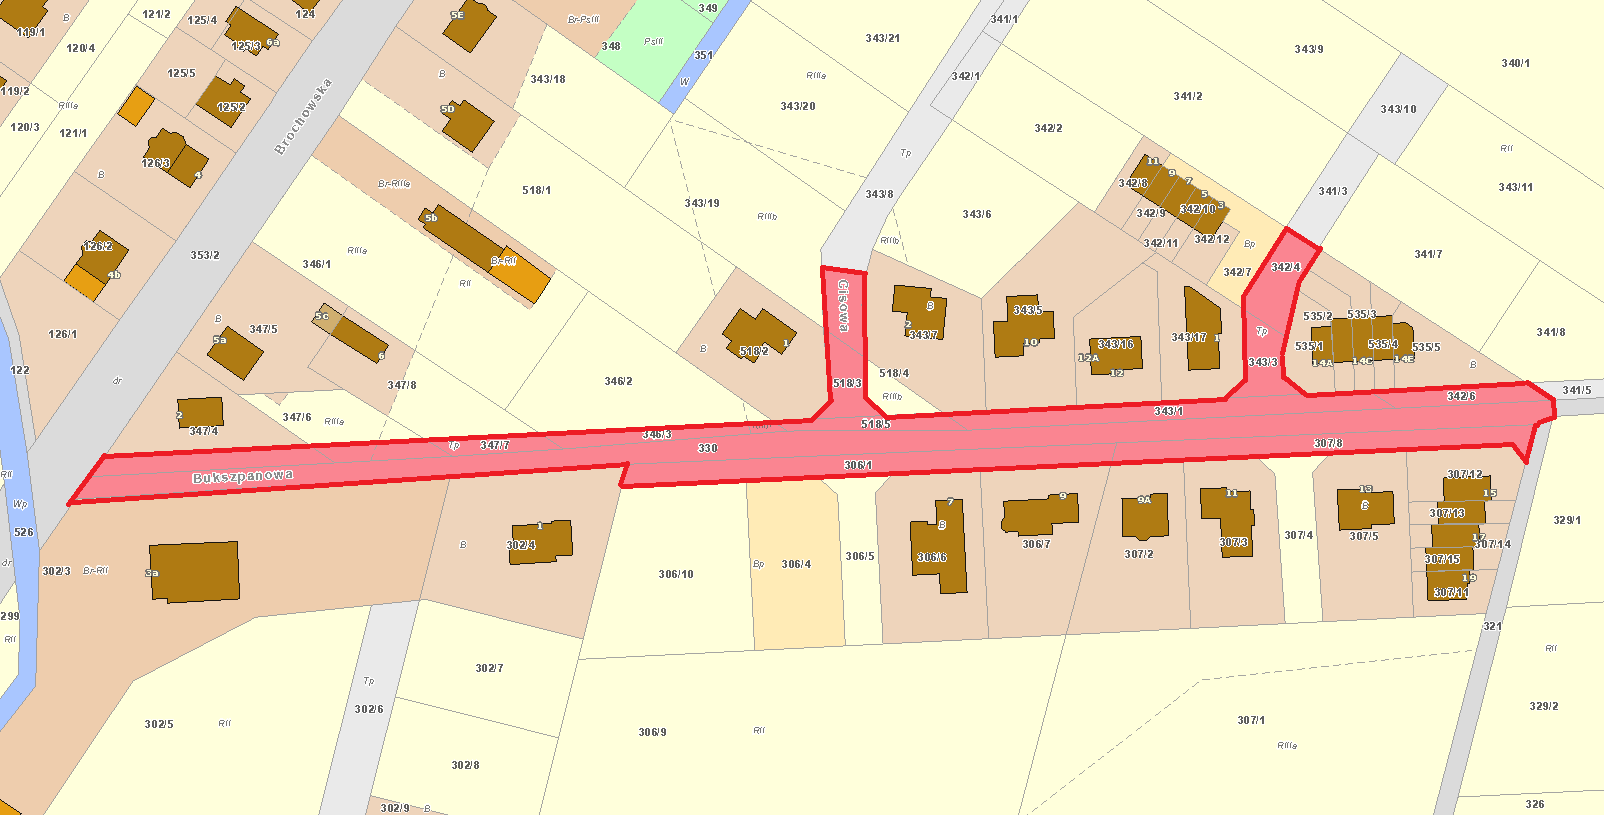 119/1
B
121/2
125/4
124
5E
Br-PsIII
349
341/1
120/4
125/3
6a
348
PsIII
351
343/21
343/9
340/1
119/2
RIIIa
125/5
B
343/18
W
RIIIa
342/1
341/2
343/10
120/3
121/1
125/2
Brochowska
5D
343/20
342/2
RII
126/3
4
B
Br-RIIIa
518/1
Tp
11
9
7
5
3
342/8
341/3
343/11
343/19
RIIIb
343/8
343/6
342/9
342/10
5b
126/2
4b
353/2
346/1
RIIIa
Br-RII
RII
RIIIb
342/11
342/12
Bp
342/7
342/4
341/7
126/1
B
347/5
5c
5a
6
Cisowa
518/2
1
B
B
2
343/7
343/5
10
343/16
12A
12
343/17
1
Tp
343/3
535/2
535/3
535/1
535/4
535/5
14A
14C
14E
B
341/8
122
dr
347/8
346/2
518/3
518/4
RIIIb
341/5
2
347/4
347/6
RIIIa
Tp
347/7
346/3
330
518/5
343/1
342/6
306/1
307/8
Bukszpanowa
RII
Wp
526
dr
302/3
Br-RII
3a
B
302/4
1
306/10
Bp
306/4
306/5
7
B
306/6
9
306/7
9A
307/2
11
307/3
307/4
13
B
307/5
307/12
15
307/13
17
307/14
307/15
19
307/11
329/1
299
RII
321
302/7
Tp
302/6
302/5
RII
306/9
RII
307/1
RIIIa
RII
329/2
302/8
302/9
B
326